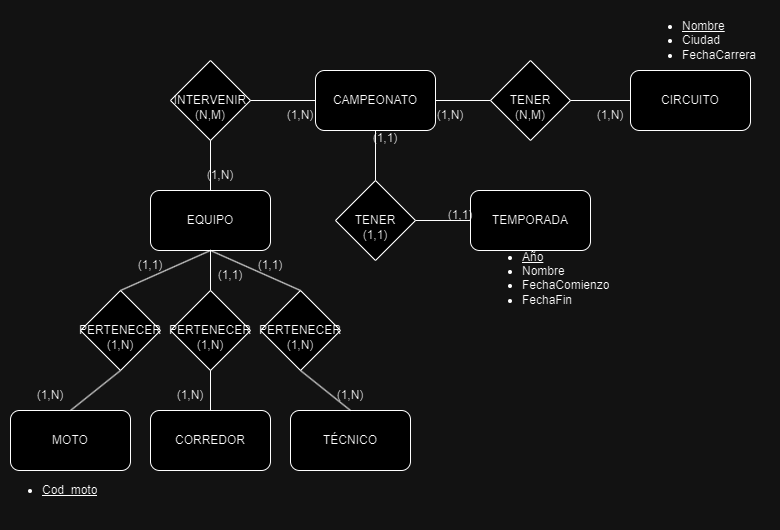 Nombre
Ciudad
FechaCarrera
INTERVENIR
(N,M)
(1,N)
CAMPEONATO
(1,N)
TENER
(N,M)
(1,N)
CIRCUITO
(1,1)
(1,N)
EQUIPO
TENER
(1,1)
(1,1)
TEMPORADA
Año
Nombre
FechaComienzo
FechaFin
(1,1)
(1,1)
(1,1)
PERTENECER
(1,N)
PERTENECER
(1,N)
PERTENECER
(1,N)
(1,N)
(1,N)
(1,N)
MOTO
CORREDOR
TÉCNICO
Cod_moto